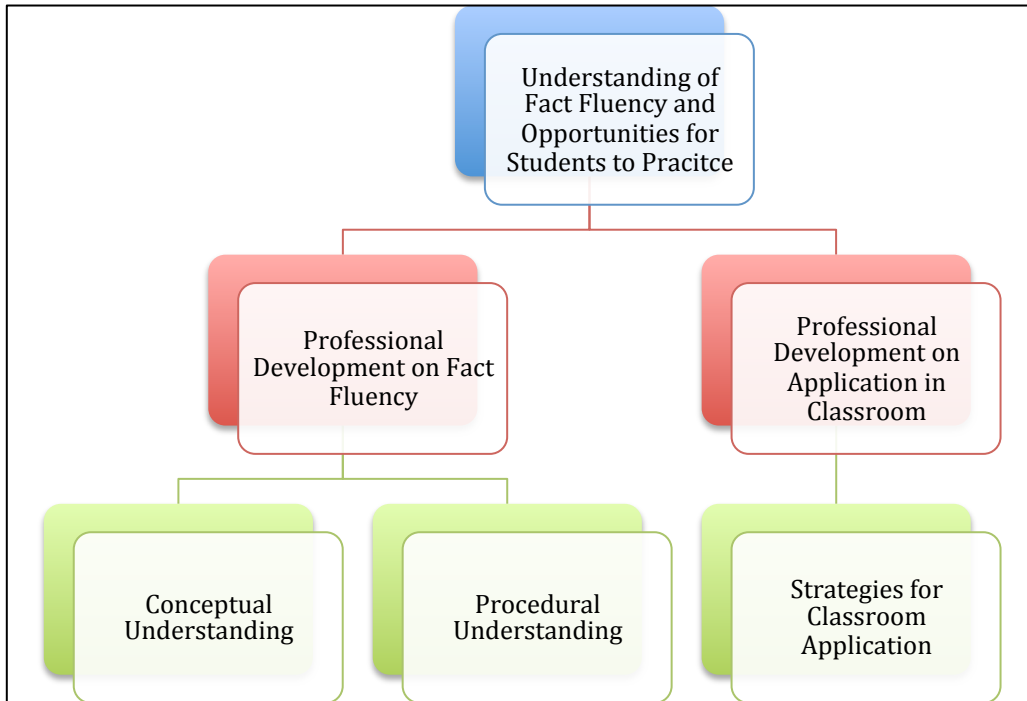 Understanding of
Fact Fluency and
Opportunities for
Students to Pracitce
Professional
Development on Fact
Fluency
Professional
Development on
Application in
Classroom
Conceptual
Understanding
Procedural
Understanding
Strategies for
Classroom
Application